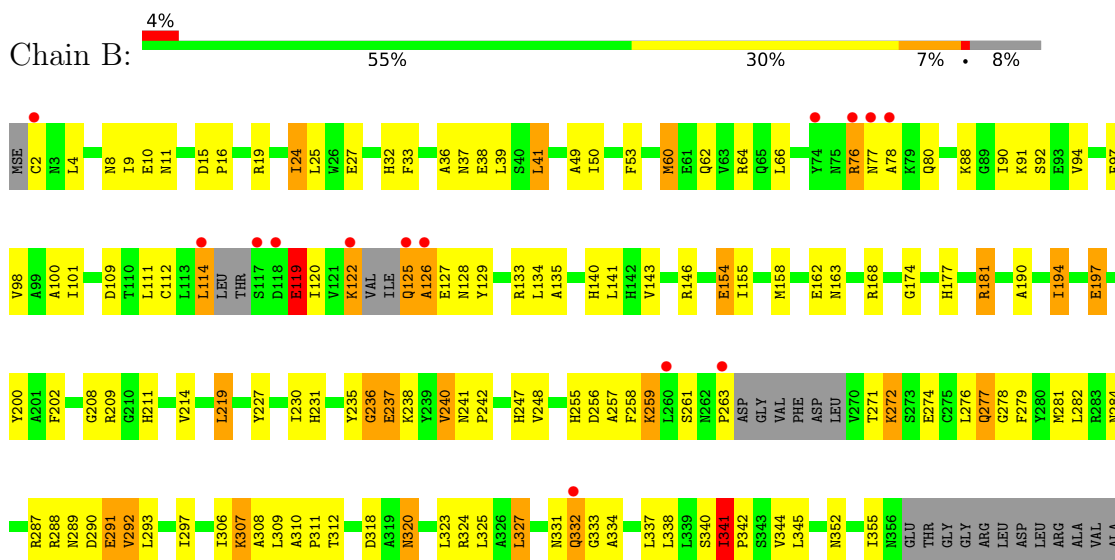 4%
Chain B:
55% 30% 7% • 8%
MSE C2 N3 L4 N8 I9 E10 N11 D15 P16 R19 I24 L25 W26 E27 H32 F33 A36 N37 E38 L39 S40 L41 A49 I50 F53 M60 E61 Q62 V63 R64 Q65 L66 Y74 N75 R76 N77 A78 K79 Q80 K88 G89 I90 K91 S92 E93 V94 E97
V98 A99 A100 I101 D109 T110 L111 C112 L113 L114 LEU THR S117 D118 E119 I120 V121 K122 VAL ILE Q125 A126 E127 N128 Y129 R133 L134 A135 H140 L141 H142 V143 R146 E154 I155 M158 E162 N163 R168 G174 H177 R181 A190 I194 E197
Y200 A201 F202 G208 R209 G210 H211 V214 L219 Y227 I230 H231 Y235 G236 E237 K238 Y239 V240 N241 P242 H247 V248 H255 D256 A257 F258 K259 L260 S261 N262 P263 ASP GLY VAL PHE ASP LEU V270 T271 K272 S273 E274 C275 L276 Q277 G278 F279 Y280 M281 L282 R283 N284
R287 R288 N289 D290 E291 V292 L293 I297 I306 K307 A308 L309 A310 P311 T312 D318 A319 N320 L323 R324 L325 A326 L327 N331 Q332 G333 A334 L337 L338 L339 S340 I341 P342 S343 V344 L345 N352 I355 N356 GLU THR GLY GLY ARG LEU ASP LEU ARG ALA VAL LA